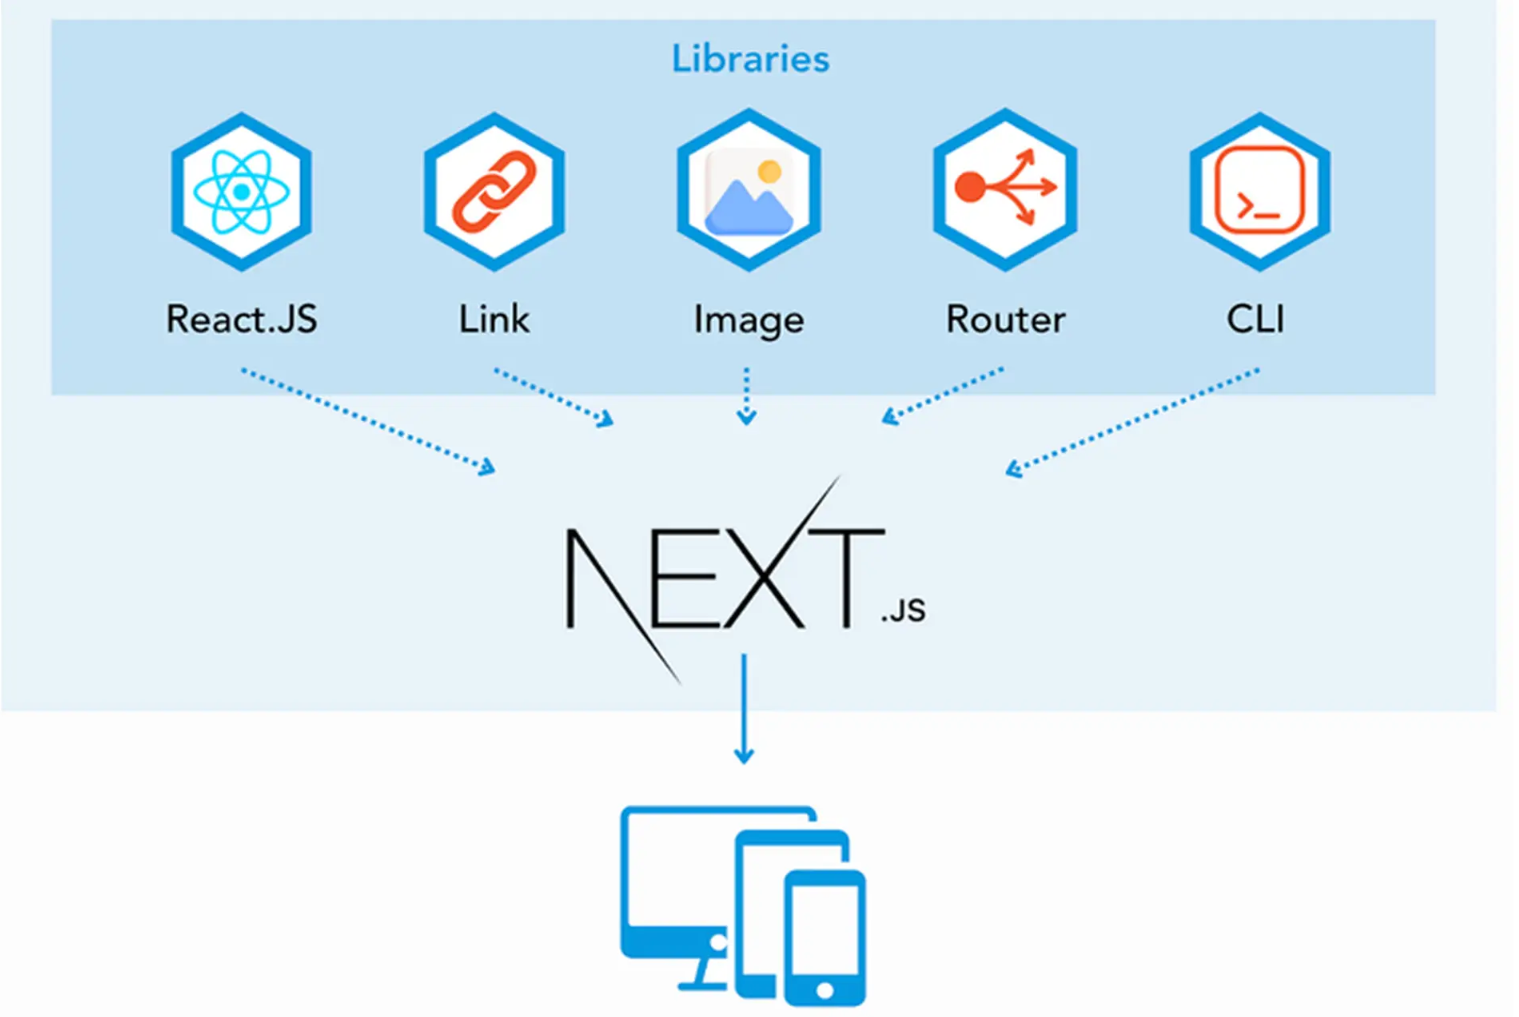 Libraries
React.JS
Link
Image
Router
CLI
NEXT.JS